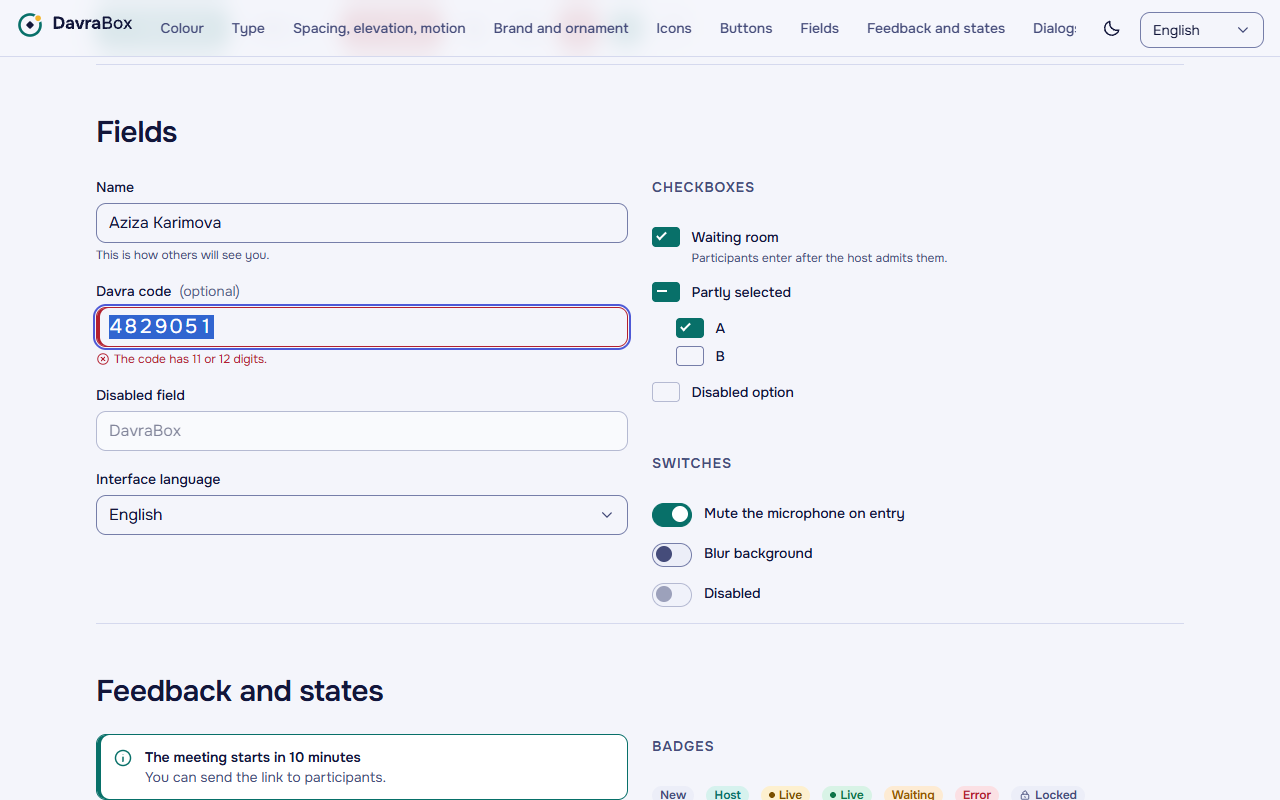 DavraBox
Colour Type Spacing, elevation, motion Brand and ornament Icons Buttons Fields Feedback and states Dialogs English
Fields
Name
Aziza Karimova
This is how others will see you.
Davra code (optional)
4829051
The code has 11 or 12 digits.
Disabled field
DavraBox
Interface language
English
CHECKBOXES
Waiting room
Participants enter after the host admits them.
Partly selected
A
B
Disabled option
SWITCHES
Mute the microphone on entry
Blur background
Disabled
Feedback and states
The meeting starts in 10 minutes
You can send the link to participants.
BADGES
New Host Live Live Waiting Error Locked